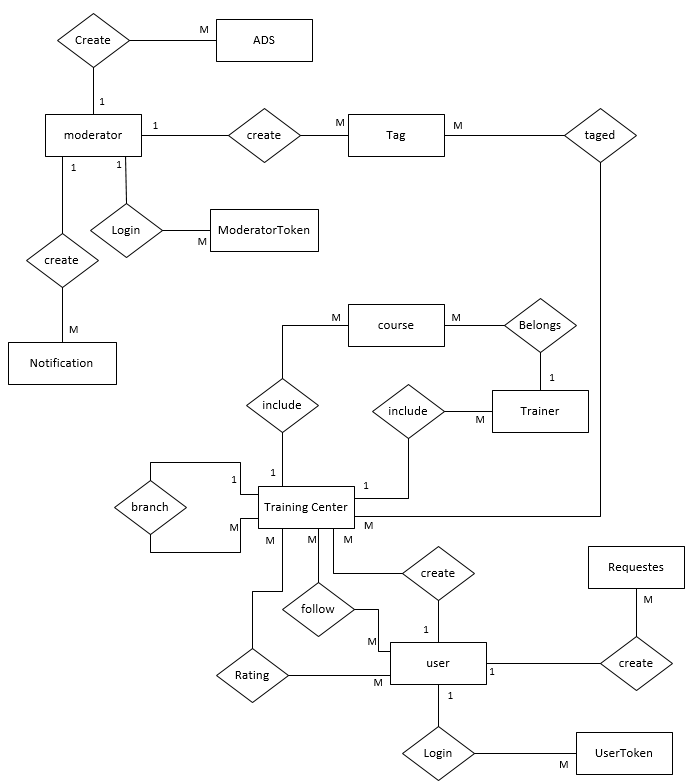 Create
M
ADS
1
moderator
1
create
M
Tag
M
taged
1
1
Login
M
ModeratorToken
create
M
Notification
M
course
M
Belongs
1
include
include
M
Trainer
1
1
branch
1
M
Training Center
M
M
M
M
create
Requestes
M
follow
1
M
user
1
create
Rating
M
1
Login
M
UserToken